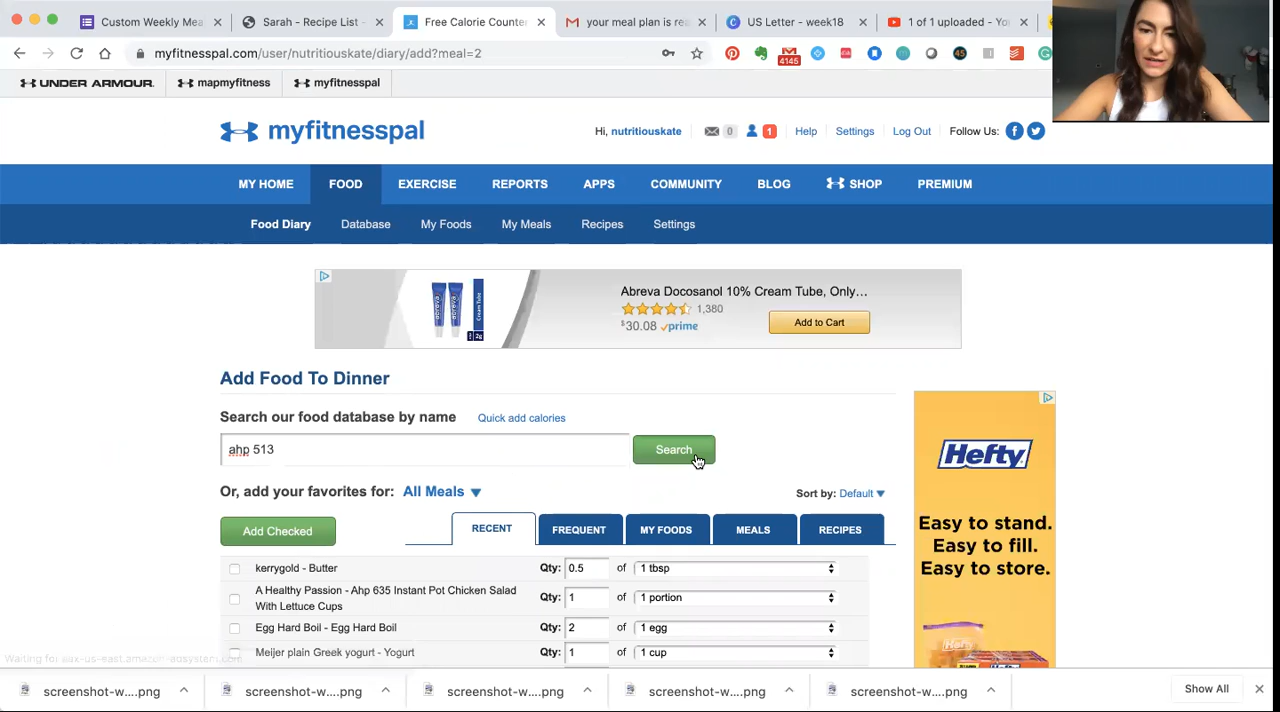 Custom Weekly Mea
Sarah - Recipe List -
Free Calorie Counter
your meal plan is rea
US Letter - week18
1 of 1 uploaded - Yo
myfitnesspal.com/user/nutritiouskate/diary/add?meal=2
4145
45
UNDER ARMOUR.
mapmyfitness
myfitnesspal
myfitnesspal
Hi, nutritiouskate
0
1
Help
Settings
Log Out
Follow Us:
MY HOME
FOOD
EXERCISE
REPORTS
APPS
COMMUNITY
BLOG
SHOP
PREMIUM
Food Diary
Database
My Foods
My Meals
Recipes
Settings
abreva
Abreva Docosanol 10% Cream Tube, Only...
1,380
$30.08 prime
Add to Cart
Add Food To Dinner
Search our food database by name
Quick add calories
ahp 513
Search
Or, add your favorites for: All Meals
Sort by: Default
Add Checked
RECENT
FREQUENT
MY FOODS
MEALS
RECIPES
kerrygold - Butter
Qty: 0.5 of 1 tbsp
A Healthy Passion - Ahp 635 Instant Pot Chicken Salad
With Lettuce Cups
Qty: 1 of 1 portion
Egg Hard Boil - Egg Hard Boil
Qty: 2 of 1 egg
Meijer plain Greek yogurt - Yogurt
Qty: 1 of 1 cup
Hefty
Easy to stand.
Easy to fill.
Easy to store.
screenshot-w....png
screenshot-w....png
screenshot-w....png
screenshot-w....png
screenshot-w....png
Show All